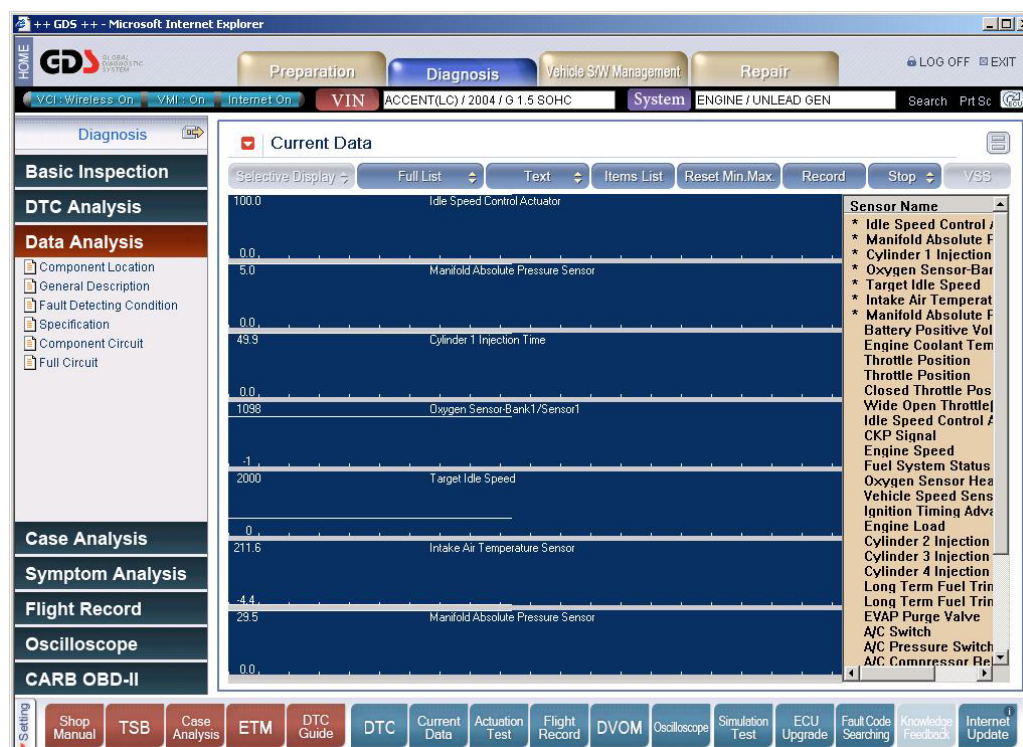 ++ GDS ++ - Microsoft Internet Explorer
HOME
GDS GLOBAL DIAGNOSTIC SYSTEM
Preparation
Diagnosis
Vehicle S/W Management
Repair
LOG OFF EXIT
VCI : Wireless On VMI : On Internet On VIN ACCENT(LC) / 2004 / G 1.5 SOHC System ENGINE / UNLEAD GEN Search Prt Sc ECU
Diagnosis
Basic Inspection
DTC Analysis
Data Analysis
Component Location
General Description
Fault Detecting Condition
Specification
Component Circuit
Full Circuit
Case Analysis
Symptom Analysis
Flight Record
Oscilloscope
CARB OBD-II
Current Data
Selective Display Full List Text Items List Reset Min.Max. Record Stop VSS
100.0 Idle Speed Control Actuator
0.0
5.0 Manifold Absolute Pressure Sensor
0.0
49.9 Cylinder 1 Injection Time
0.0
1098 Oxygen Sensor-Bank1/Sensor1
-1
2000 Target Idle Speed
0
211.6 Intake Air Temperature Sensor
-4.4
29.5 Manifold Absolute Pressure Sensor
0.0
Sensor Name
* Idle Speed Control A
* Manifold Absolute P
* Cylinder 1 Injection
* Oxygen Sensor-Ban
* Target Idle Speed
* Intake Air Temperat
* Manifold Absolute P
Battery Positive Vol
Engine Coolant Tem
Throttle Position
Throttle Position
Closed Throttle Pos
Wide Open Throttle
Idle Speed Control A
CKP Signal
Engine Speed
Fuel System Status
Oxygen Sensor Hea
Vehicle Speed Sens
Ignition Timing Adva
Engine Load
Cylinder 2 Injection
Cylinder 3 Injection
Cylinder 4 Injection
Long Term Fuel Trin
Long Term Fuel Trin
EVAP Purge Valve
A/C Switch
A/C Pressure Switch
A/C Compressor Rel
Setting
Shop Manual
TSB
Case Analysis
ETM
DTC Guide
DTC
Current Data
Actuation Test
Flight Record
DVOM
Oscilloscope
Simulation Test
ECU Upgrade
Fault Code Searching
Knowledge Feedback
Internet Update